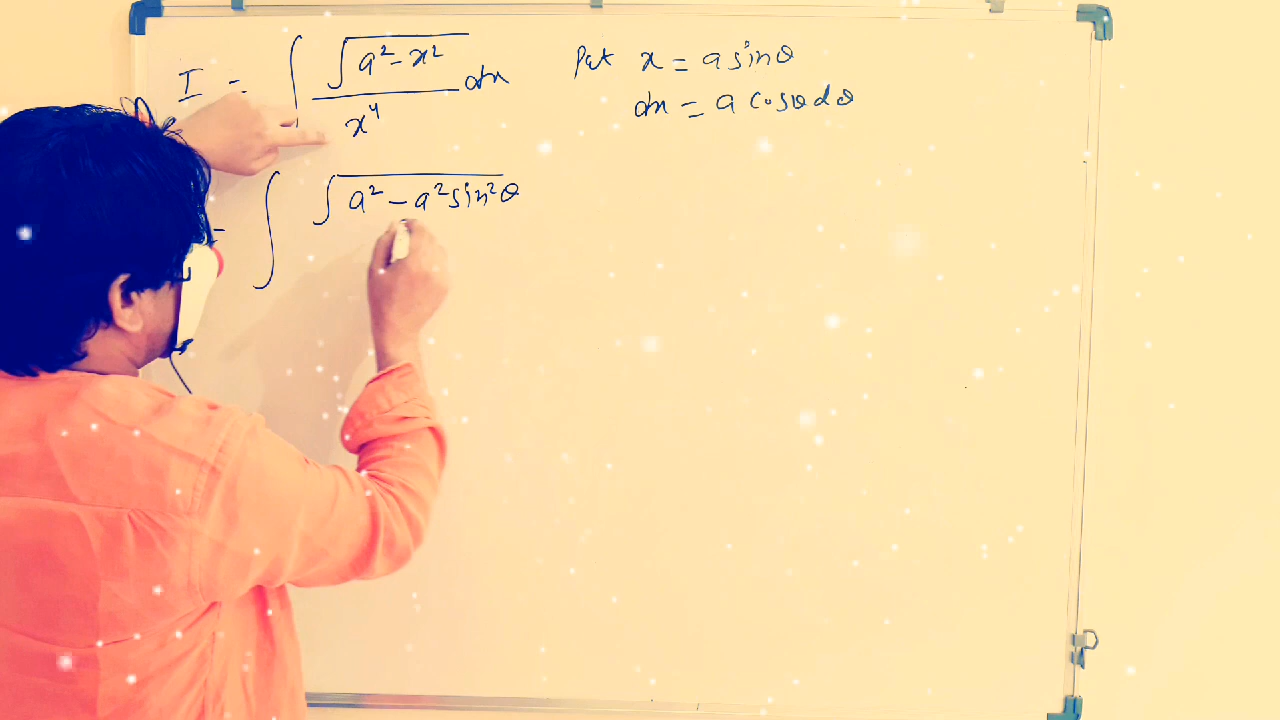 I = ∫ √(a² - x²) / x⁴ dx
Put x = a sinθ
dx = a cosθ dθ
= ∫ √(a² - a² sin²θ)